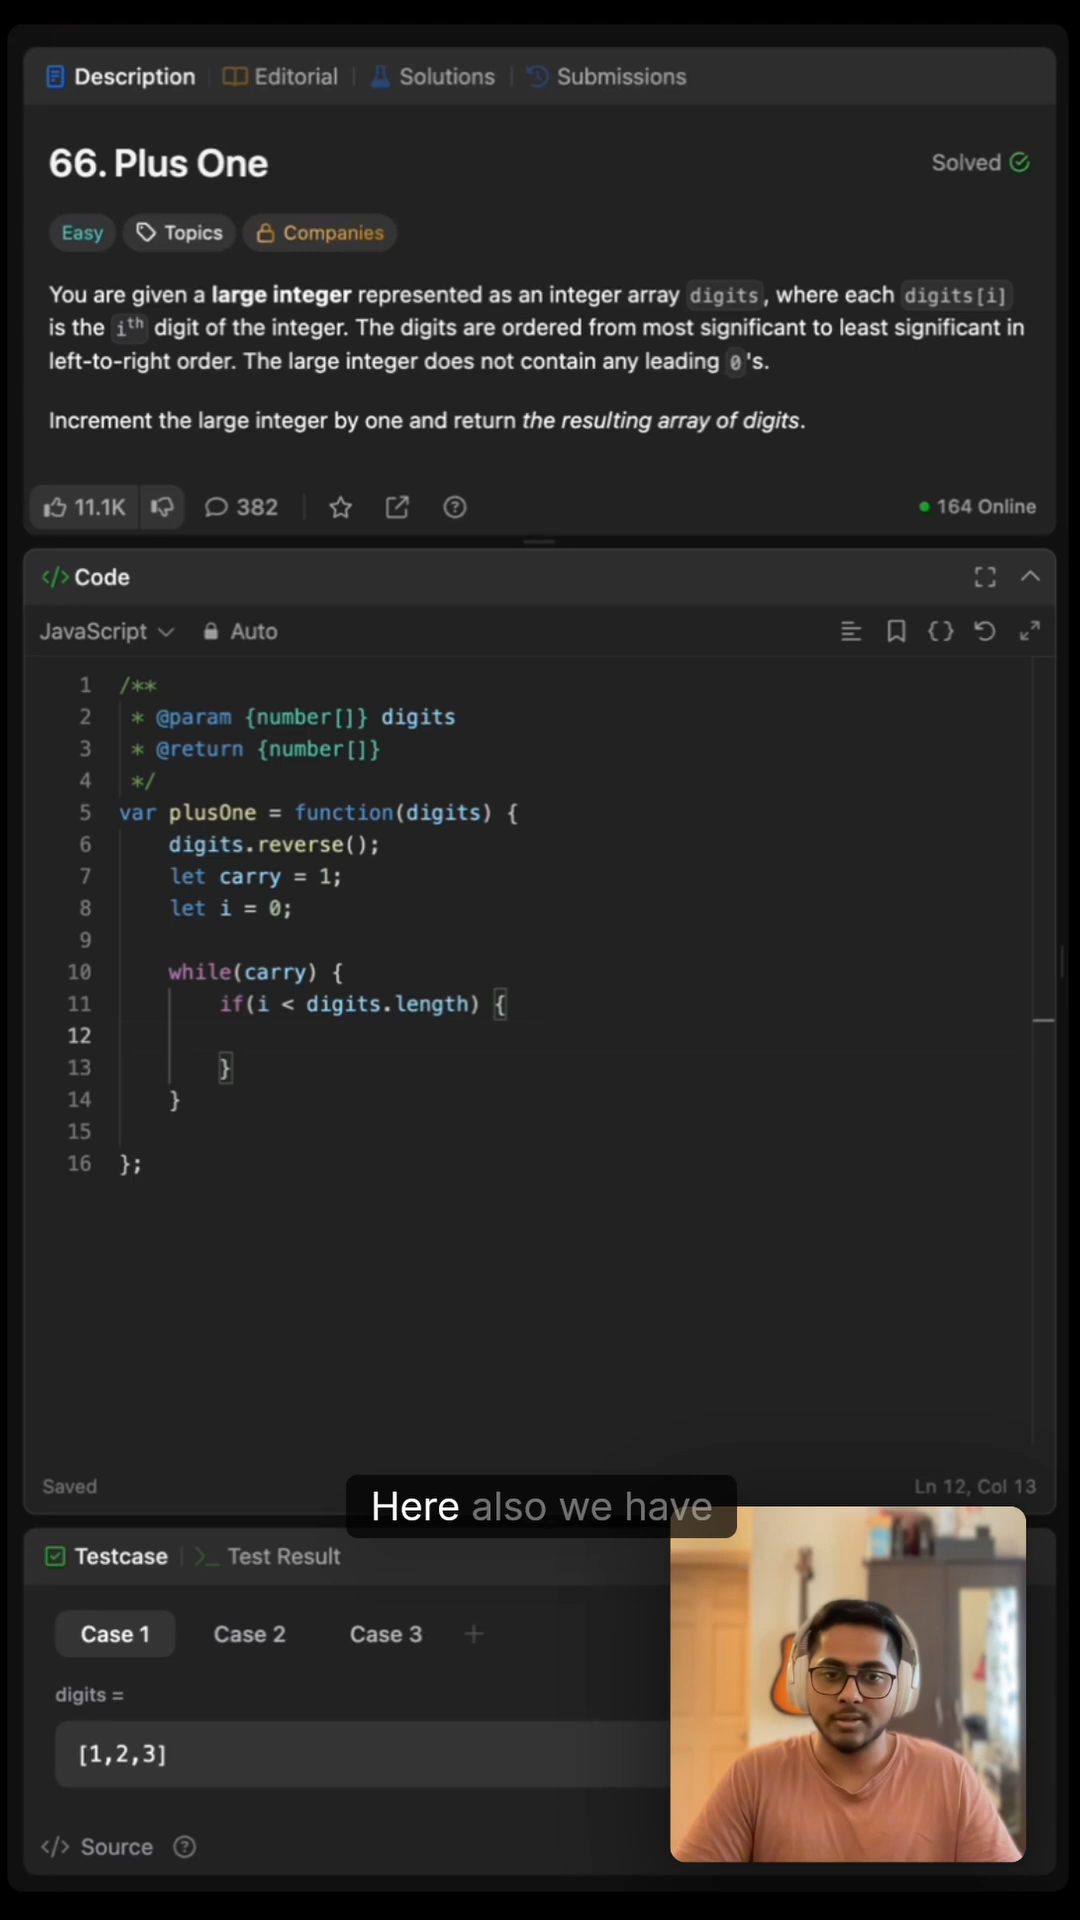 Description | Editorial | Solutions | Submissions
66. Plus One
Solved
Easy Topics Companies
You are given a large integer represented as an integer array digits, where each digits[i]
is the ith digit of the integer. The digits are ordered from most significant to least significant in
left-to-right order. The large integer does not contain any leading 0's.
Increment the large integer by one and return the resulting array of digits.
11.1K 382 164 Online
</> Code
JavaScript Auto
1 /**
2 * @param {number[]} digits
3 * @return {number[]}
4 */
5 var plusOne = function(digits) {
6 digits.reverse();
7 let carry = 1;
8 let i = 0;
9
10 while(carry) {
11 if(i < digits.length) {
12
13 }
14 }
15
16 };
Saved
Ln 12, Col 13
Here also we have
Testcase | >_ Test Result
Case 1 Case 2 Case 3 +
digits =
[1,2,3]
</> Source